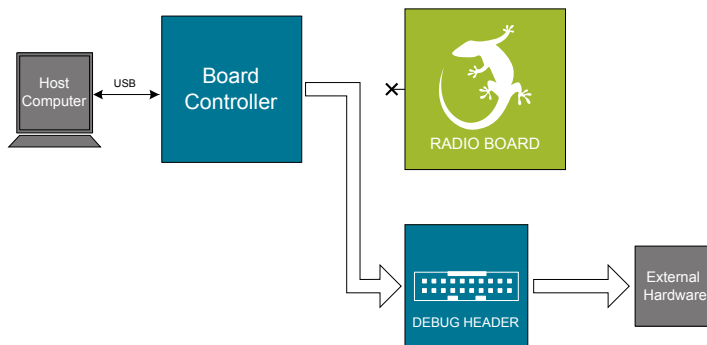 Host
Computer
USB
Board
Controller
RADIO BOARD
DEBUG HEADER
External
Hardware